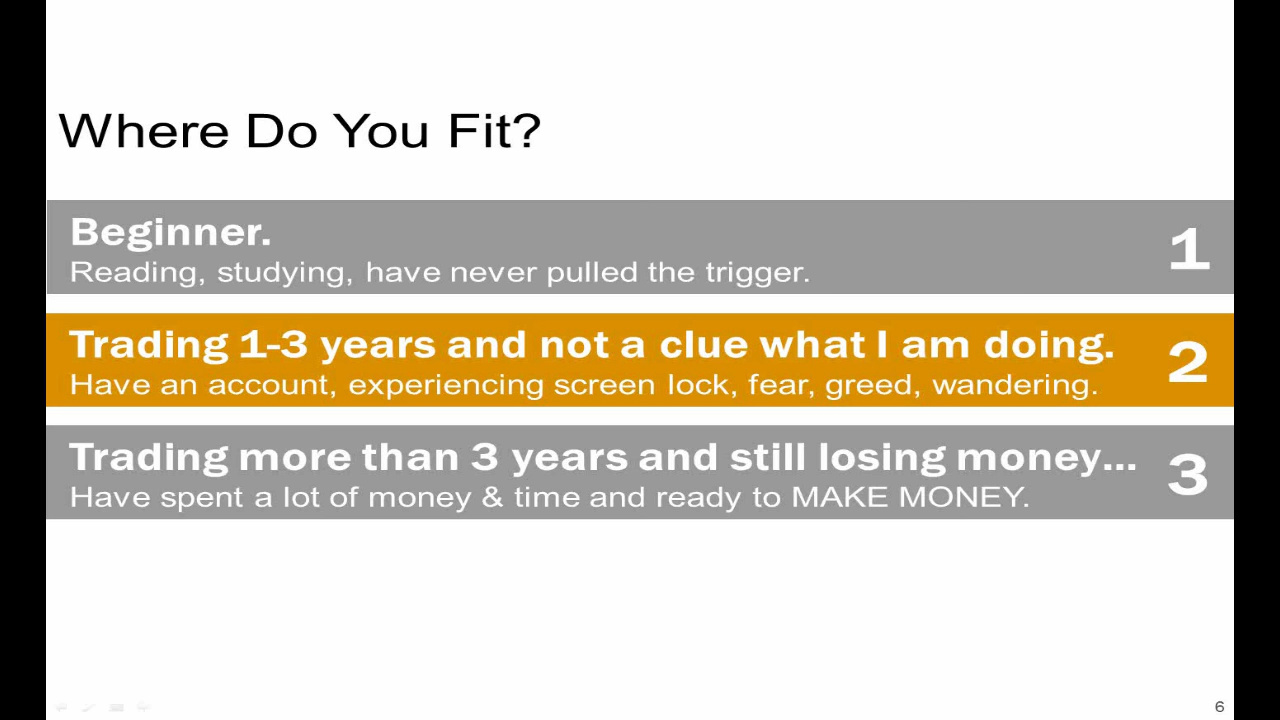 Where Do You Fit?
Beginner.
Reading, studying, have never pulled the trigger.
1
Trading 1-3 years and not a clue what I am doing.
Have an account, experiencing screen lock, fear, greed, wandering.
2
Trading more than 3 years and still losing money...
Have spent a lot of money & time and ready to MAKE MONEY.
3
6